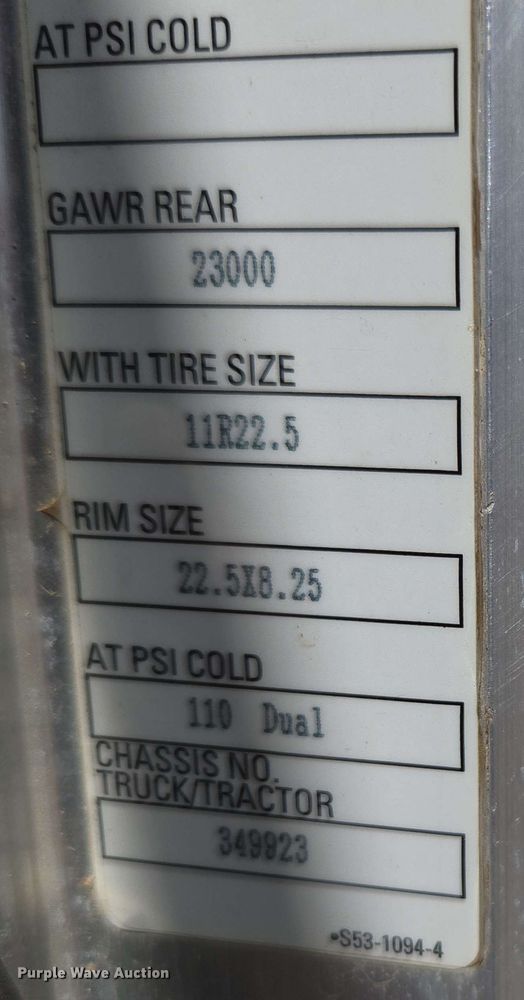 AT PSI COLD
GAWR REAR
23000
WITH TIRE SIZE
11R22.5
RIM SIZE
22.5X8.25
AT PSI COLD
110 Dual
CHASSIS NO.
TRUCK/TRACTOR
349923
•S53-1094-4
Purple Wave Auction